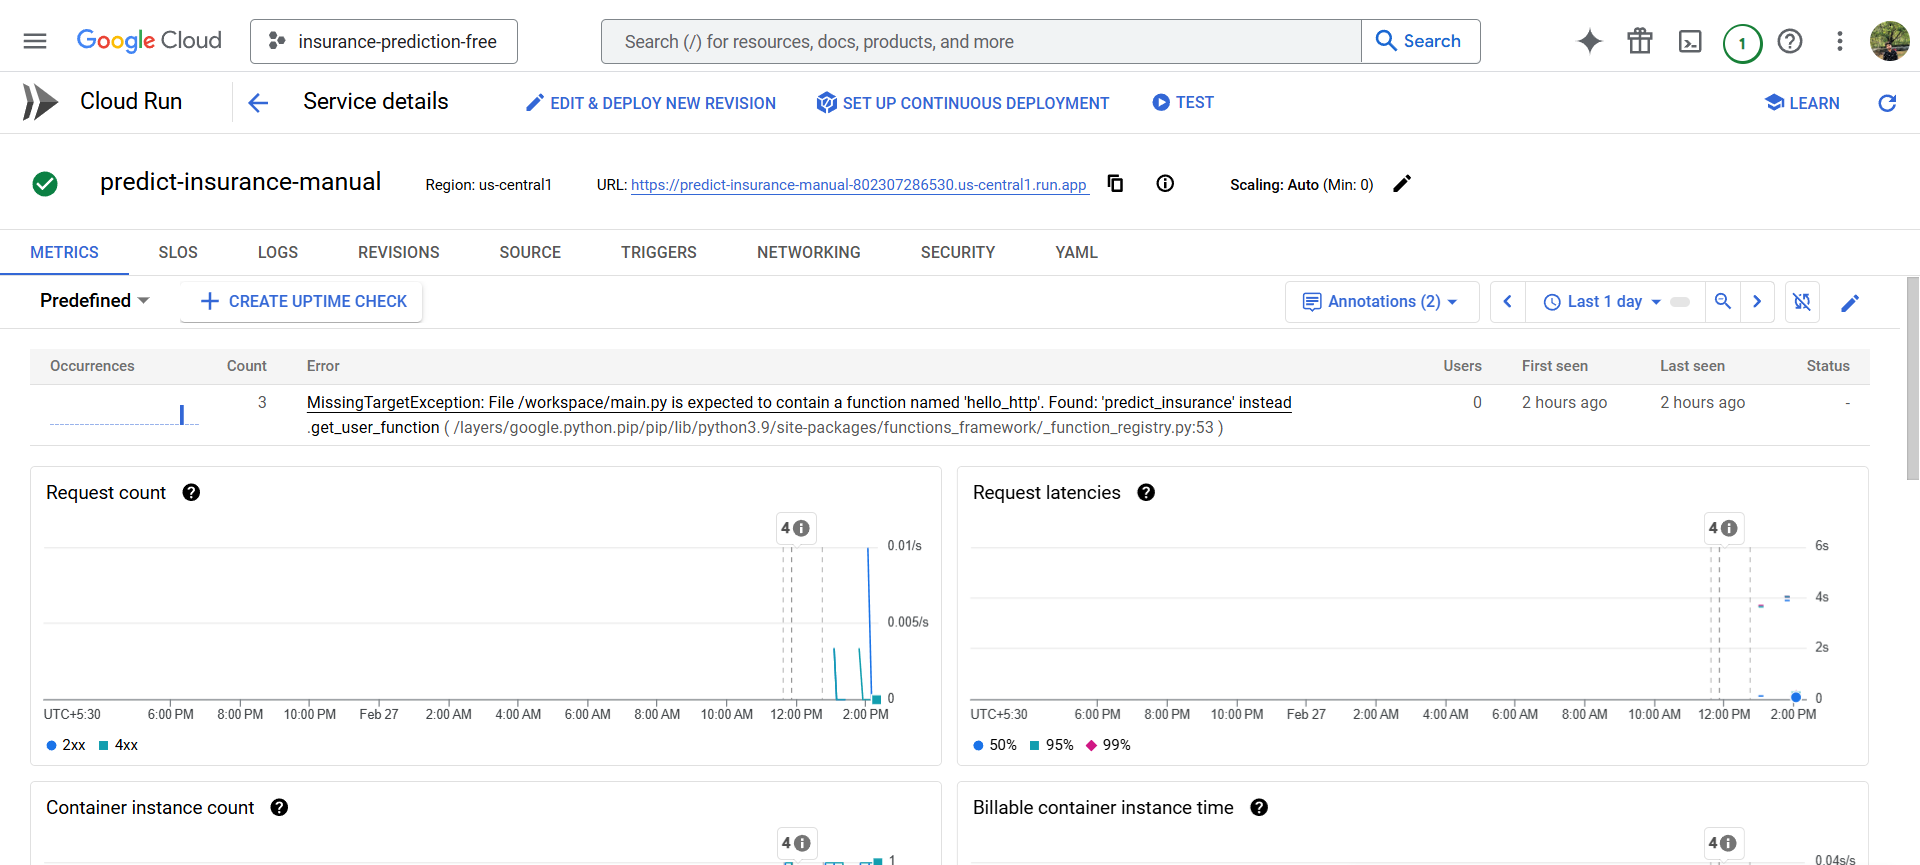 Google Cloud
insurance-prediction-free
Search (/) for resources, docs, products, and more
Search
1
Cloud Run
Service details
EDIT & DEPLOY NEW REVISION
SET UP CONTINUOUS DEPLOYMENT
TEST
LEARN
predict-insurance-manual
Region: us-central1
URL: https://predict-insurance-manual-802307286530.us-central1.run.app
Scaling: Auto (Min: 0)
METRICS
SLOS
LOGS
REVISIONS
SOURCE
TRIGGERS
NETWORKING
SECURITY
YAML
Predefined
CREATE UPTIME CHECK
Annotations (2)
Last 1 day
Occurrences
Count
Error
Users
First seen
Last seen
Status
3
MissingTargetException: File /workspace/main.py is expected to contain a function named 'hello_http'. Found: 'predict_insurance' instead
0
2 hours ago
2 hours ago
-
.get_user_function ( /layers/google.python.pip/pip/lib/python3.9/site-packages/functions_framework/_function_registry.py:53 )
Request count
4
0.01/s
0.005/s
0
UTC+5:30
6:00 PM
8:00 PM
10:00 PM
Feb 27
2:00 AM
4:00 AM
6:00 AM
8:00 AM
10:00 AM
12:00 PM
2:00 PM
2xx
4xx
Request latencies
4
6s
4s
2s
0
UTC+5:30
6:00 PM
8:00 PM
10:00 PM
Feb 27
2:00 AM
4:00 AM
6:00 AM
8:00 AM
10:00 AM
12:00 PM
2:00 PM
50%
95%
99%
Container instance count
4
1
Billable container instance time
4
0.04s/s